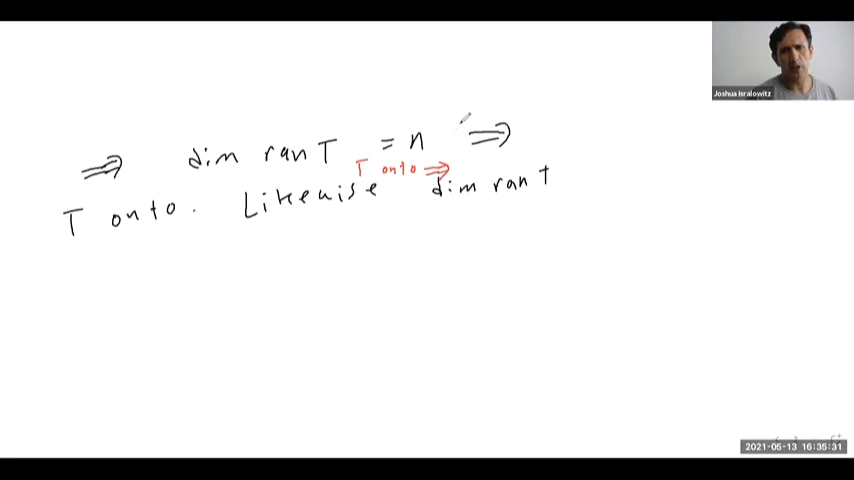 Joshua Isralowitz
⇒ dim ran T = n ⇒
T onto ⇒
T onto. Likewise dim ran T
2021-05-13 16:35:31